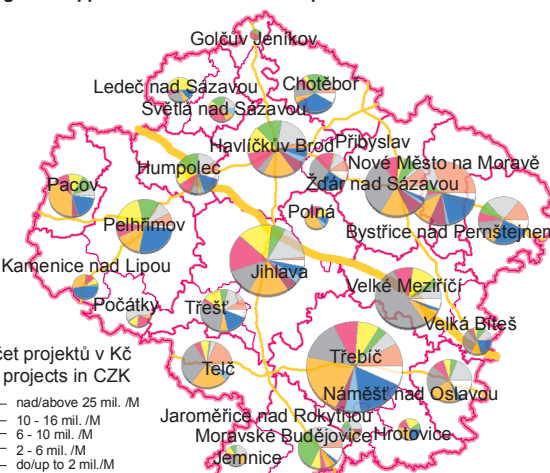 Golčův Jeníkov
Ledeč nad Sázavou
Chotěboř
Světlá nad Sázavou
Havlíčkův Brod
Přibyslav
Humpolec
Nové Město na Moravě
Pacov
Žďár nad Sázavou
Polná
Pelhřimov
Bystřice nad Pernštejnem
Kamenice nad Lipou
Jihlava
Velké Meziříčí
Počátky
Třešť
Velká Bíteš
čet projektů v Kč
Třebíč
projects in CZK
Telč
nad/above 25 mil. /M
Náměšť nad Oslavou
10 - 16 mil. /M
Jaroměřice nad Rokytnou
6 - 10 mil. /M
Moravské Budějovice
Hrotovice
2 - 6 mil. /M
Jemnice
do/up to 2 mil./M